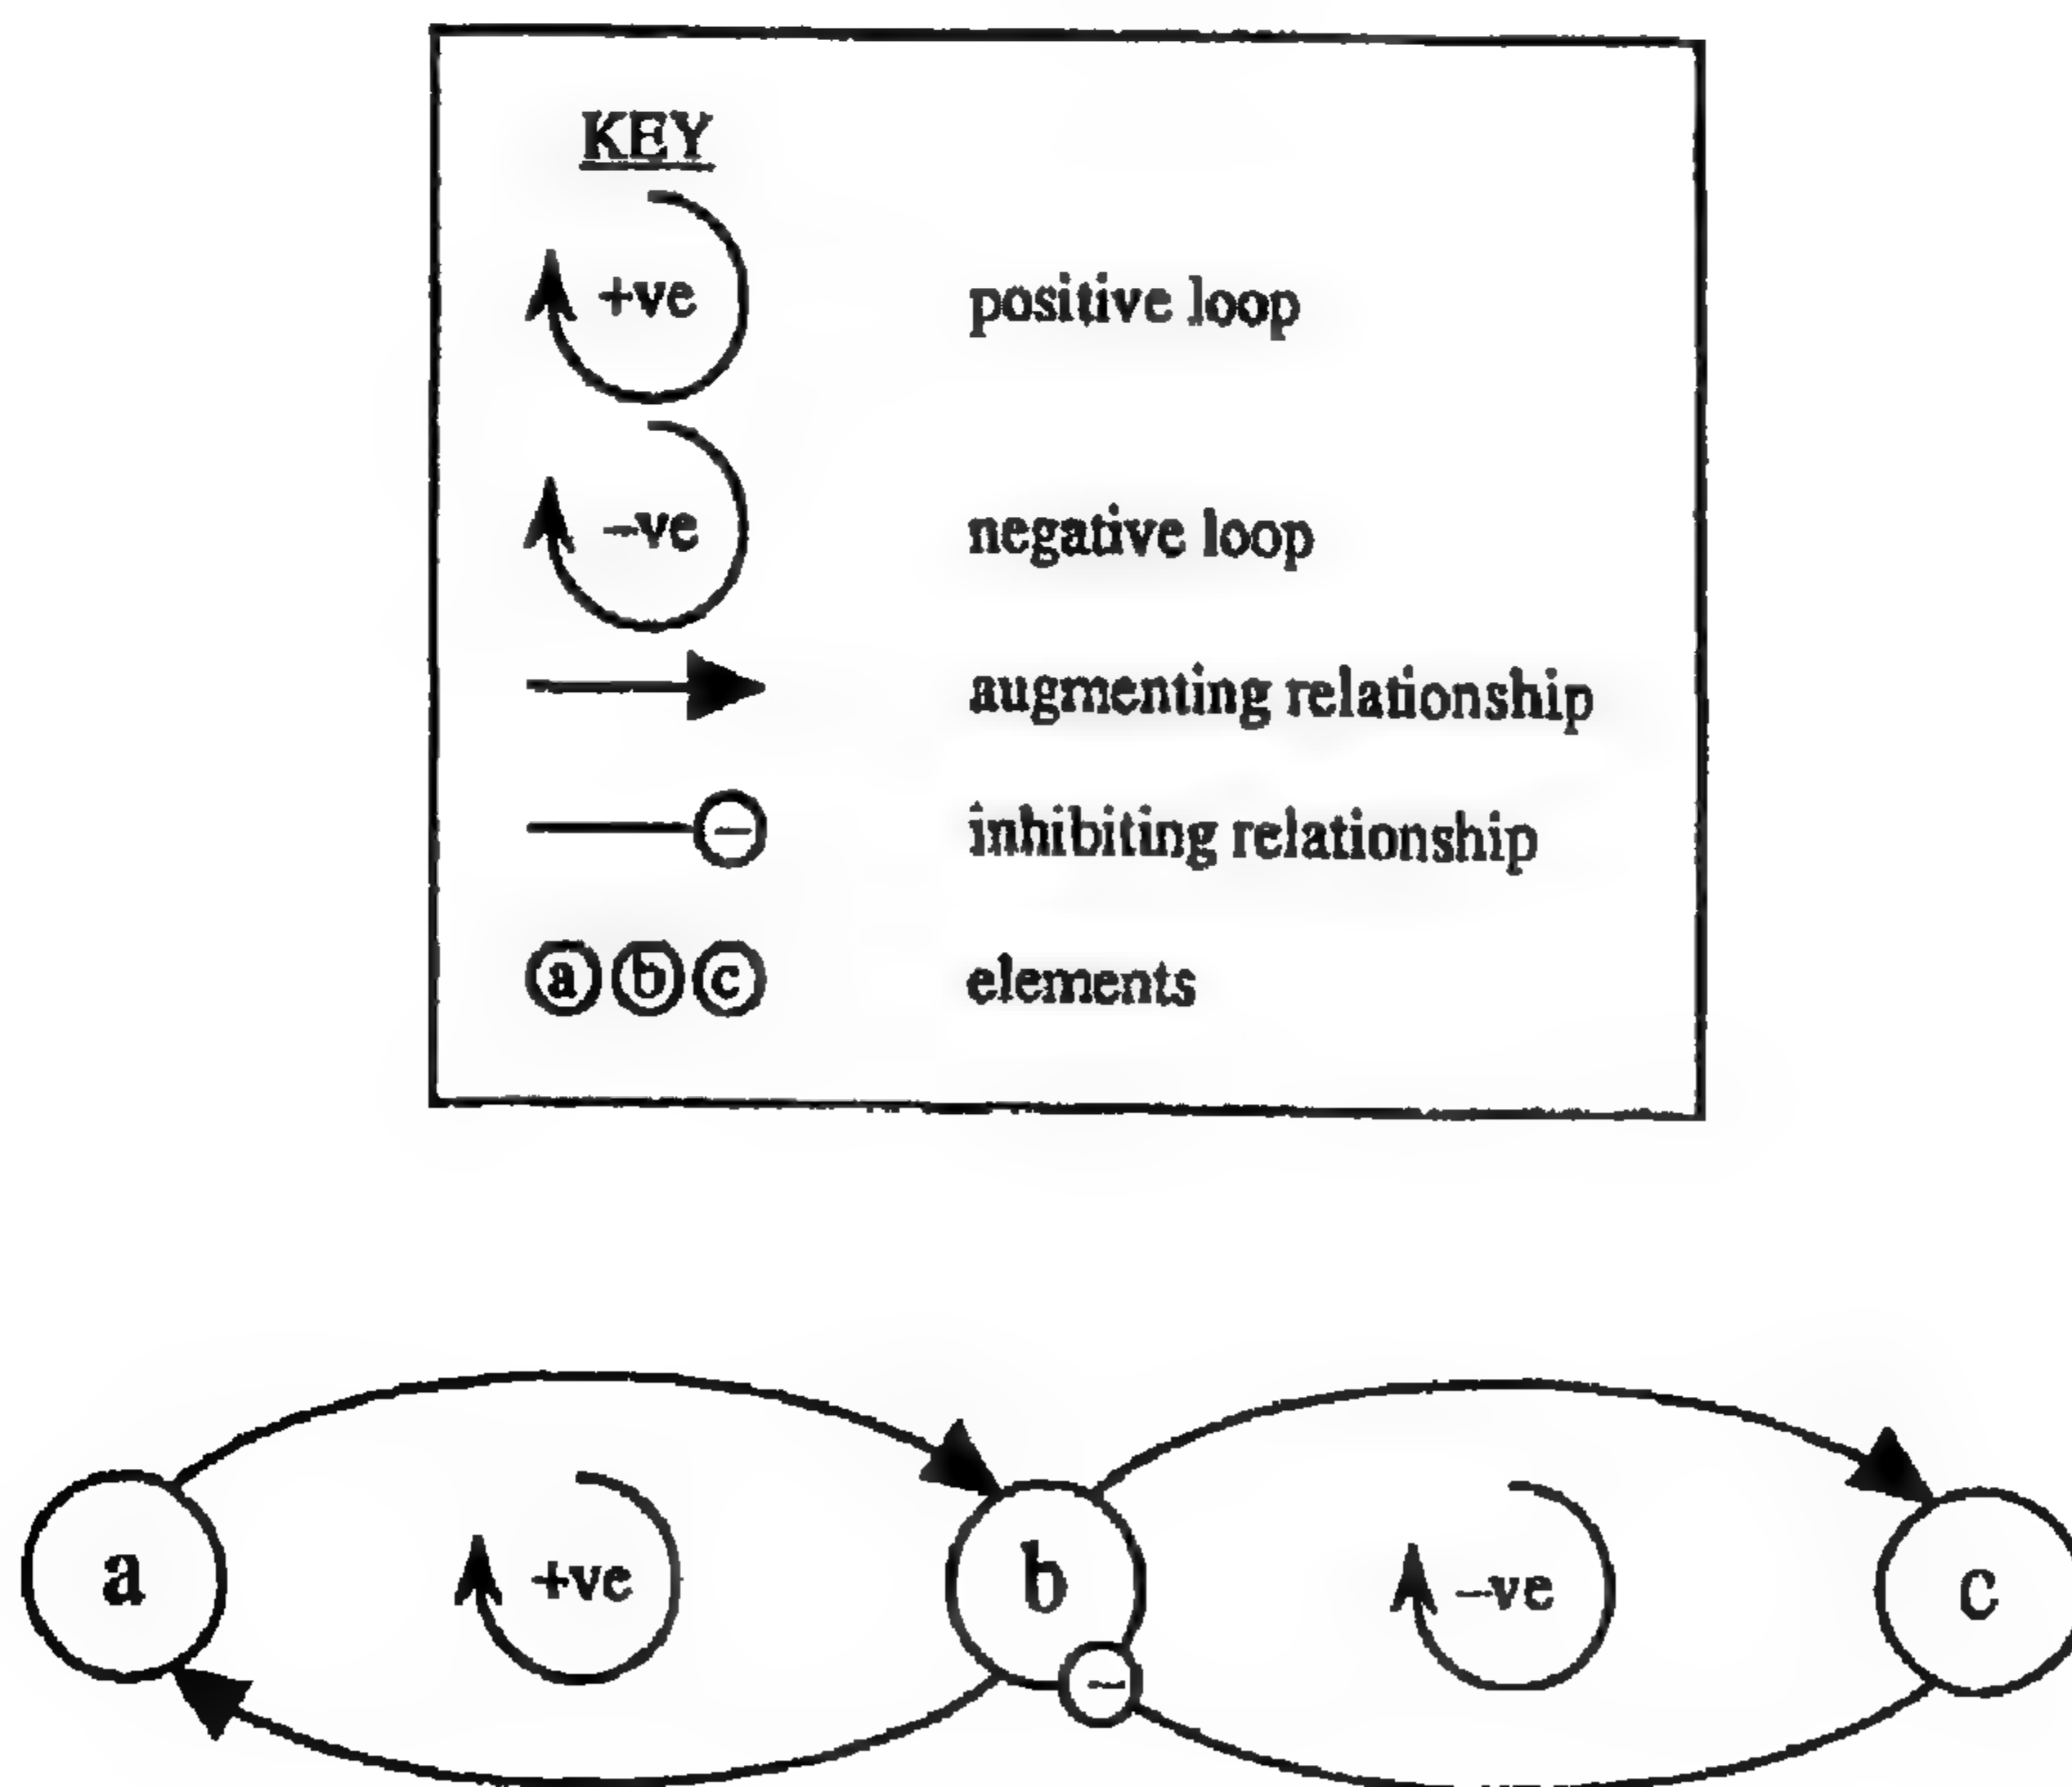 KEY
+ve positive loop
−ve negative loop
augmenting relationship
− inhibiting relationship
a b c elements
a +ve b −ve c
−